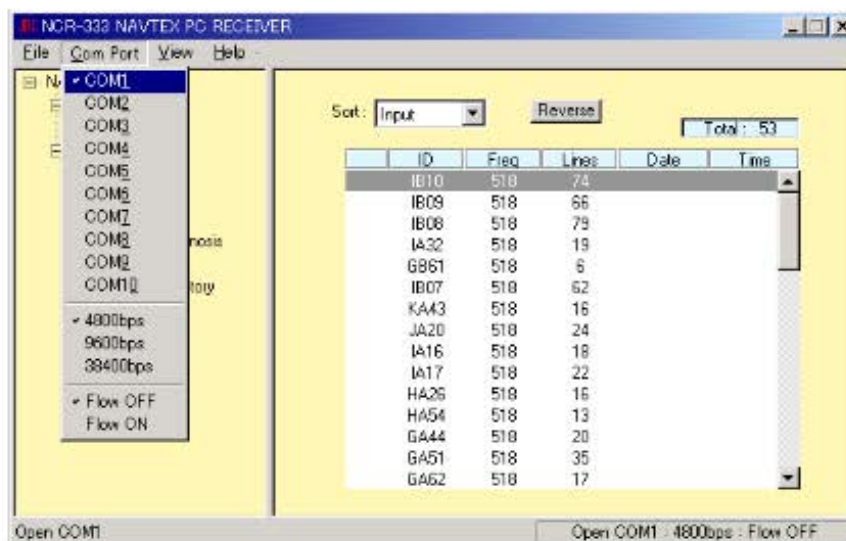 NCR-333 NAVTEX PC RECEIVER
File Com Port View Help
COM1
COM2
COM3
COM4
COM5
COM6
COM7
COM8
COM9
COM10
4800bps
9600bps
38400bps
Flow OFF
Flow ON
nosis
tory
Sort : Input Reverse
Total : 53
ID Freq Lines Date Time
IB10 518 74
IB09 518 66
IB08 518 79
IA32 518 19
GB61 518 6
IB07 518 62
KA43 518 16
JA20 518 24
IA16 518 18
IA17 518 22
HA26 518 16
HA54 518 13
GA44 518 20
GA51 518 35
GA62 518 17
Open COM1
Open COM1 : 4800bps : Flow OFF